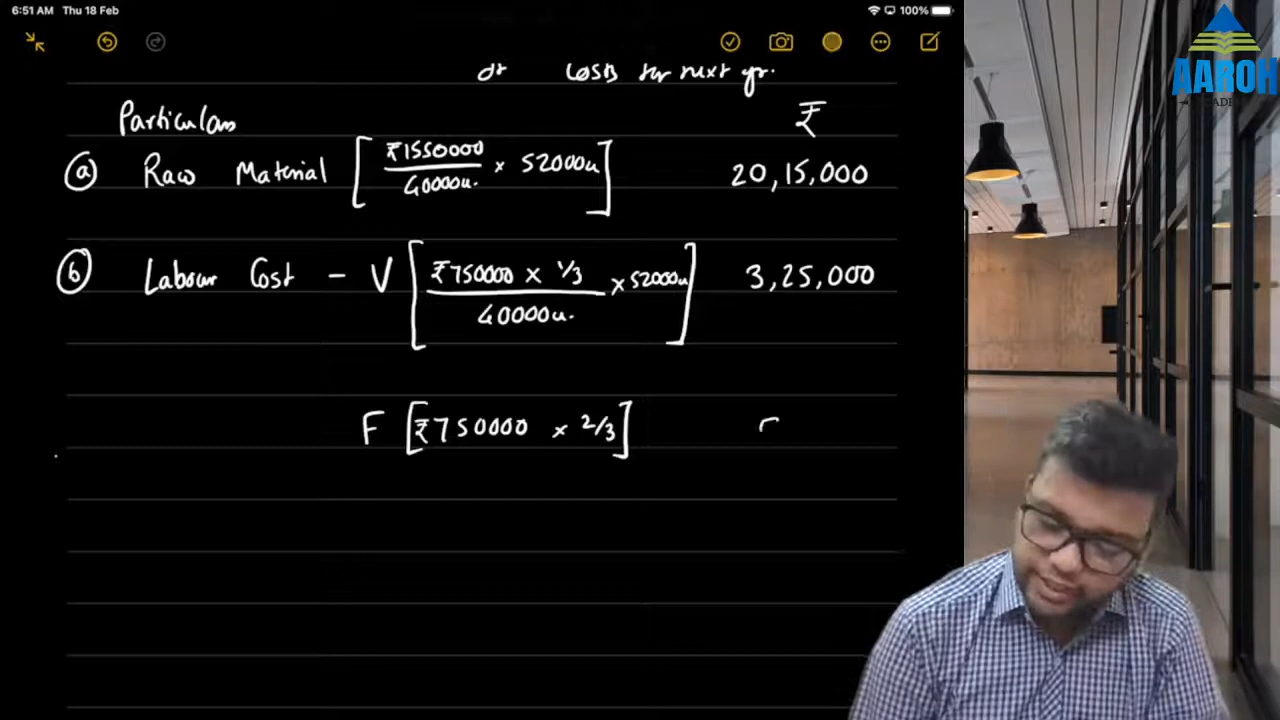 6:51 AM Thu 18 Feb 100%
AAROH
of Costs for next yr.
Particulars ₹
(a) Raw Material [ ₹1550000 / 40000u. × 52000u ] 20,15,000
(b) Labour Cost - V [ ₹750000 × 1/3 / 40000u. × 52000u ] 3,25,000
F [ ₹750000 × 2/3 ]